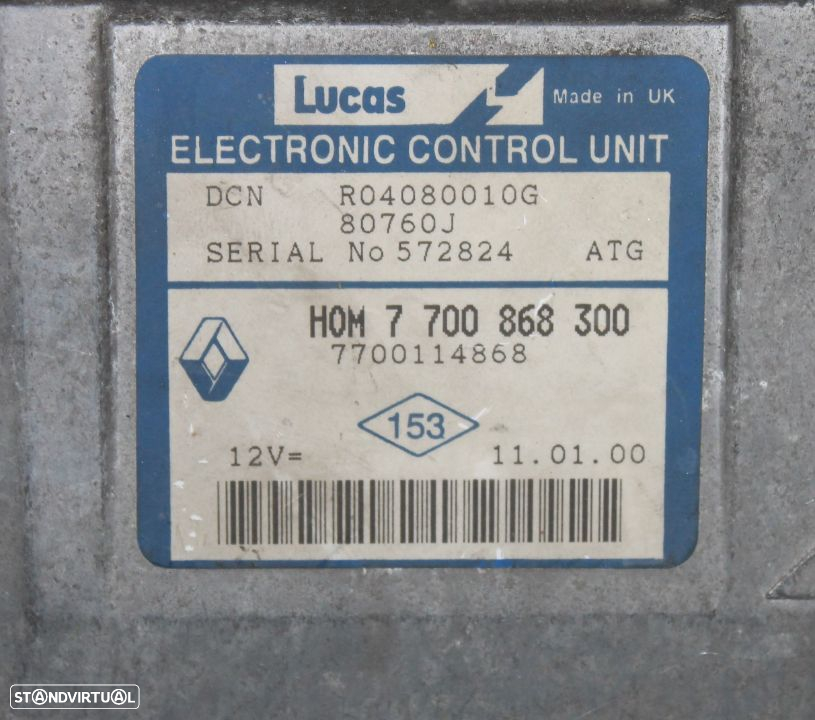 Lucas Made in UK
ELECTRONIC CONTROL UNIT
DCN R04080010G
80760J
SERIAL No 572824 ATG
HOM 7 700 868 300
7700114868
153
12V= 11.01.00
STANDVIRTUAL